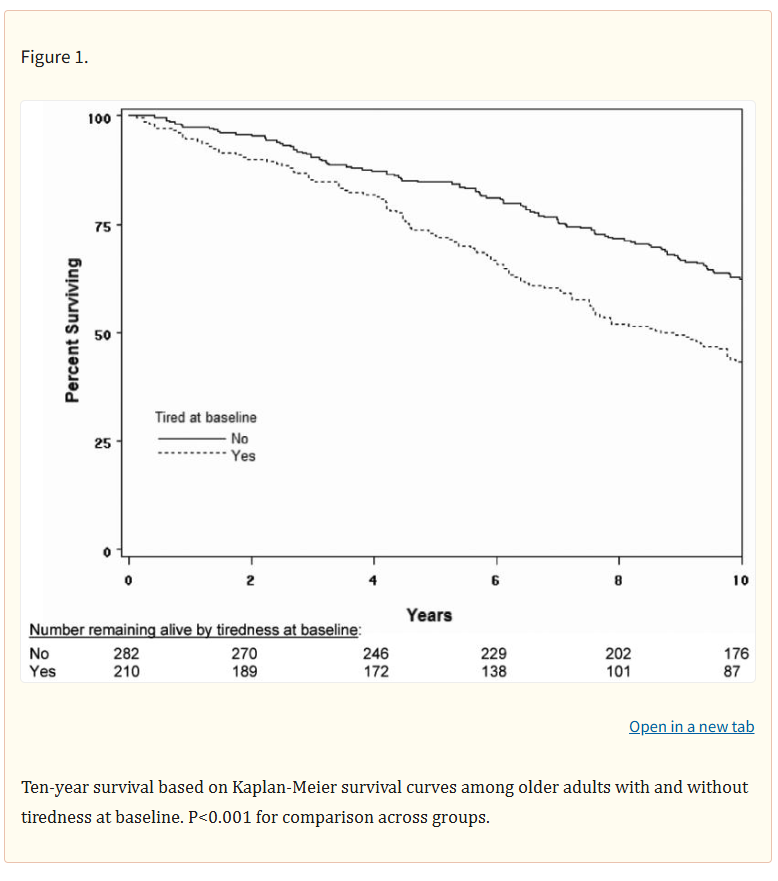 Figure 1.
100
75
50
25
0
Percent Surviving
Tired at baseline
No
Yes
0 2 4 6 8 10
Years
Number remaining alive by tiredness at baseline:
No 282 270 246 229 202 176
Yes 210 189 172 138 101 87
Open in a new tab
Ten-year survival based on Kaplan-Meier survival curves among older adults with and without
tiredness at baseline. P<0.001 for comparison across groups.